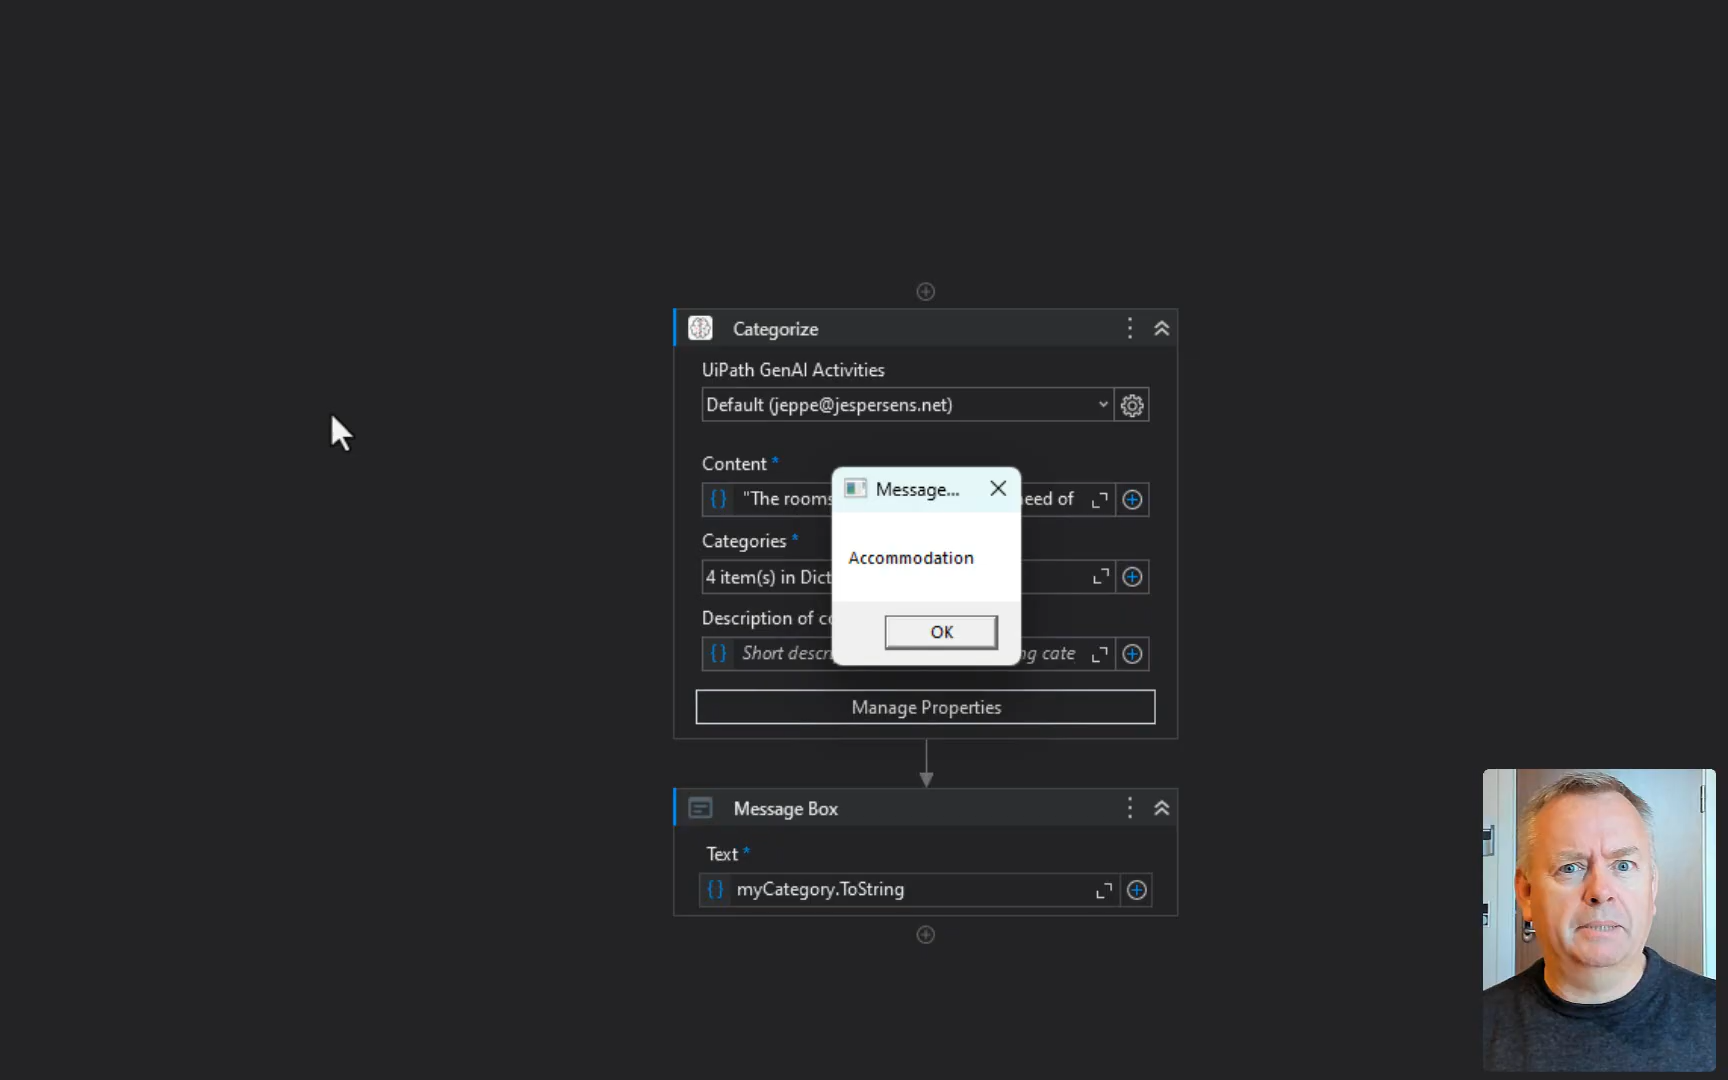 Categorize
UiPath GenAI Activities
Default (jeppe@jespersens.net)
Content *
{} "The rooms
need of
Categories *
4 item(s) in Dict
Description of
{} Short descr
cate
Manage Properties
Message...
Accommodation
OK
Message Box
Text *
{} myCategory.ToString